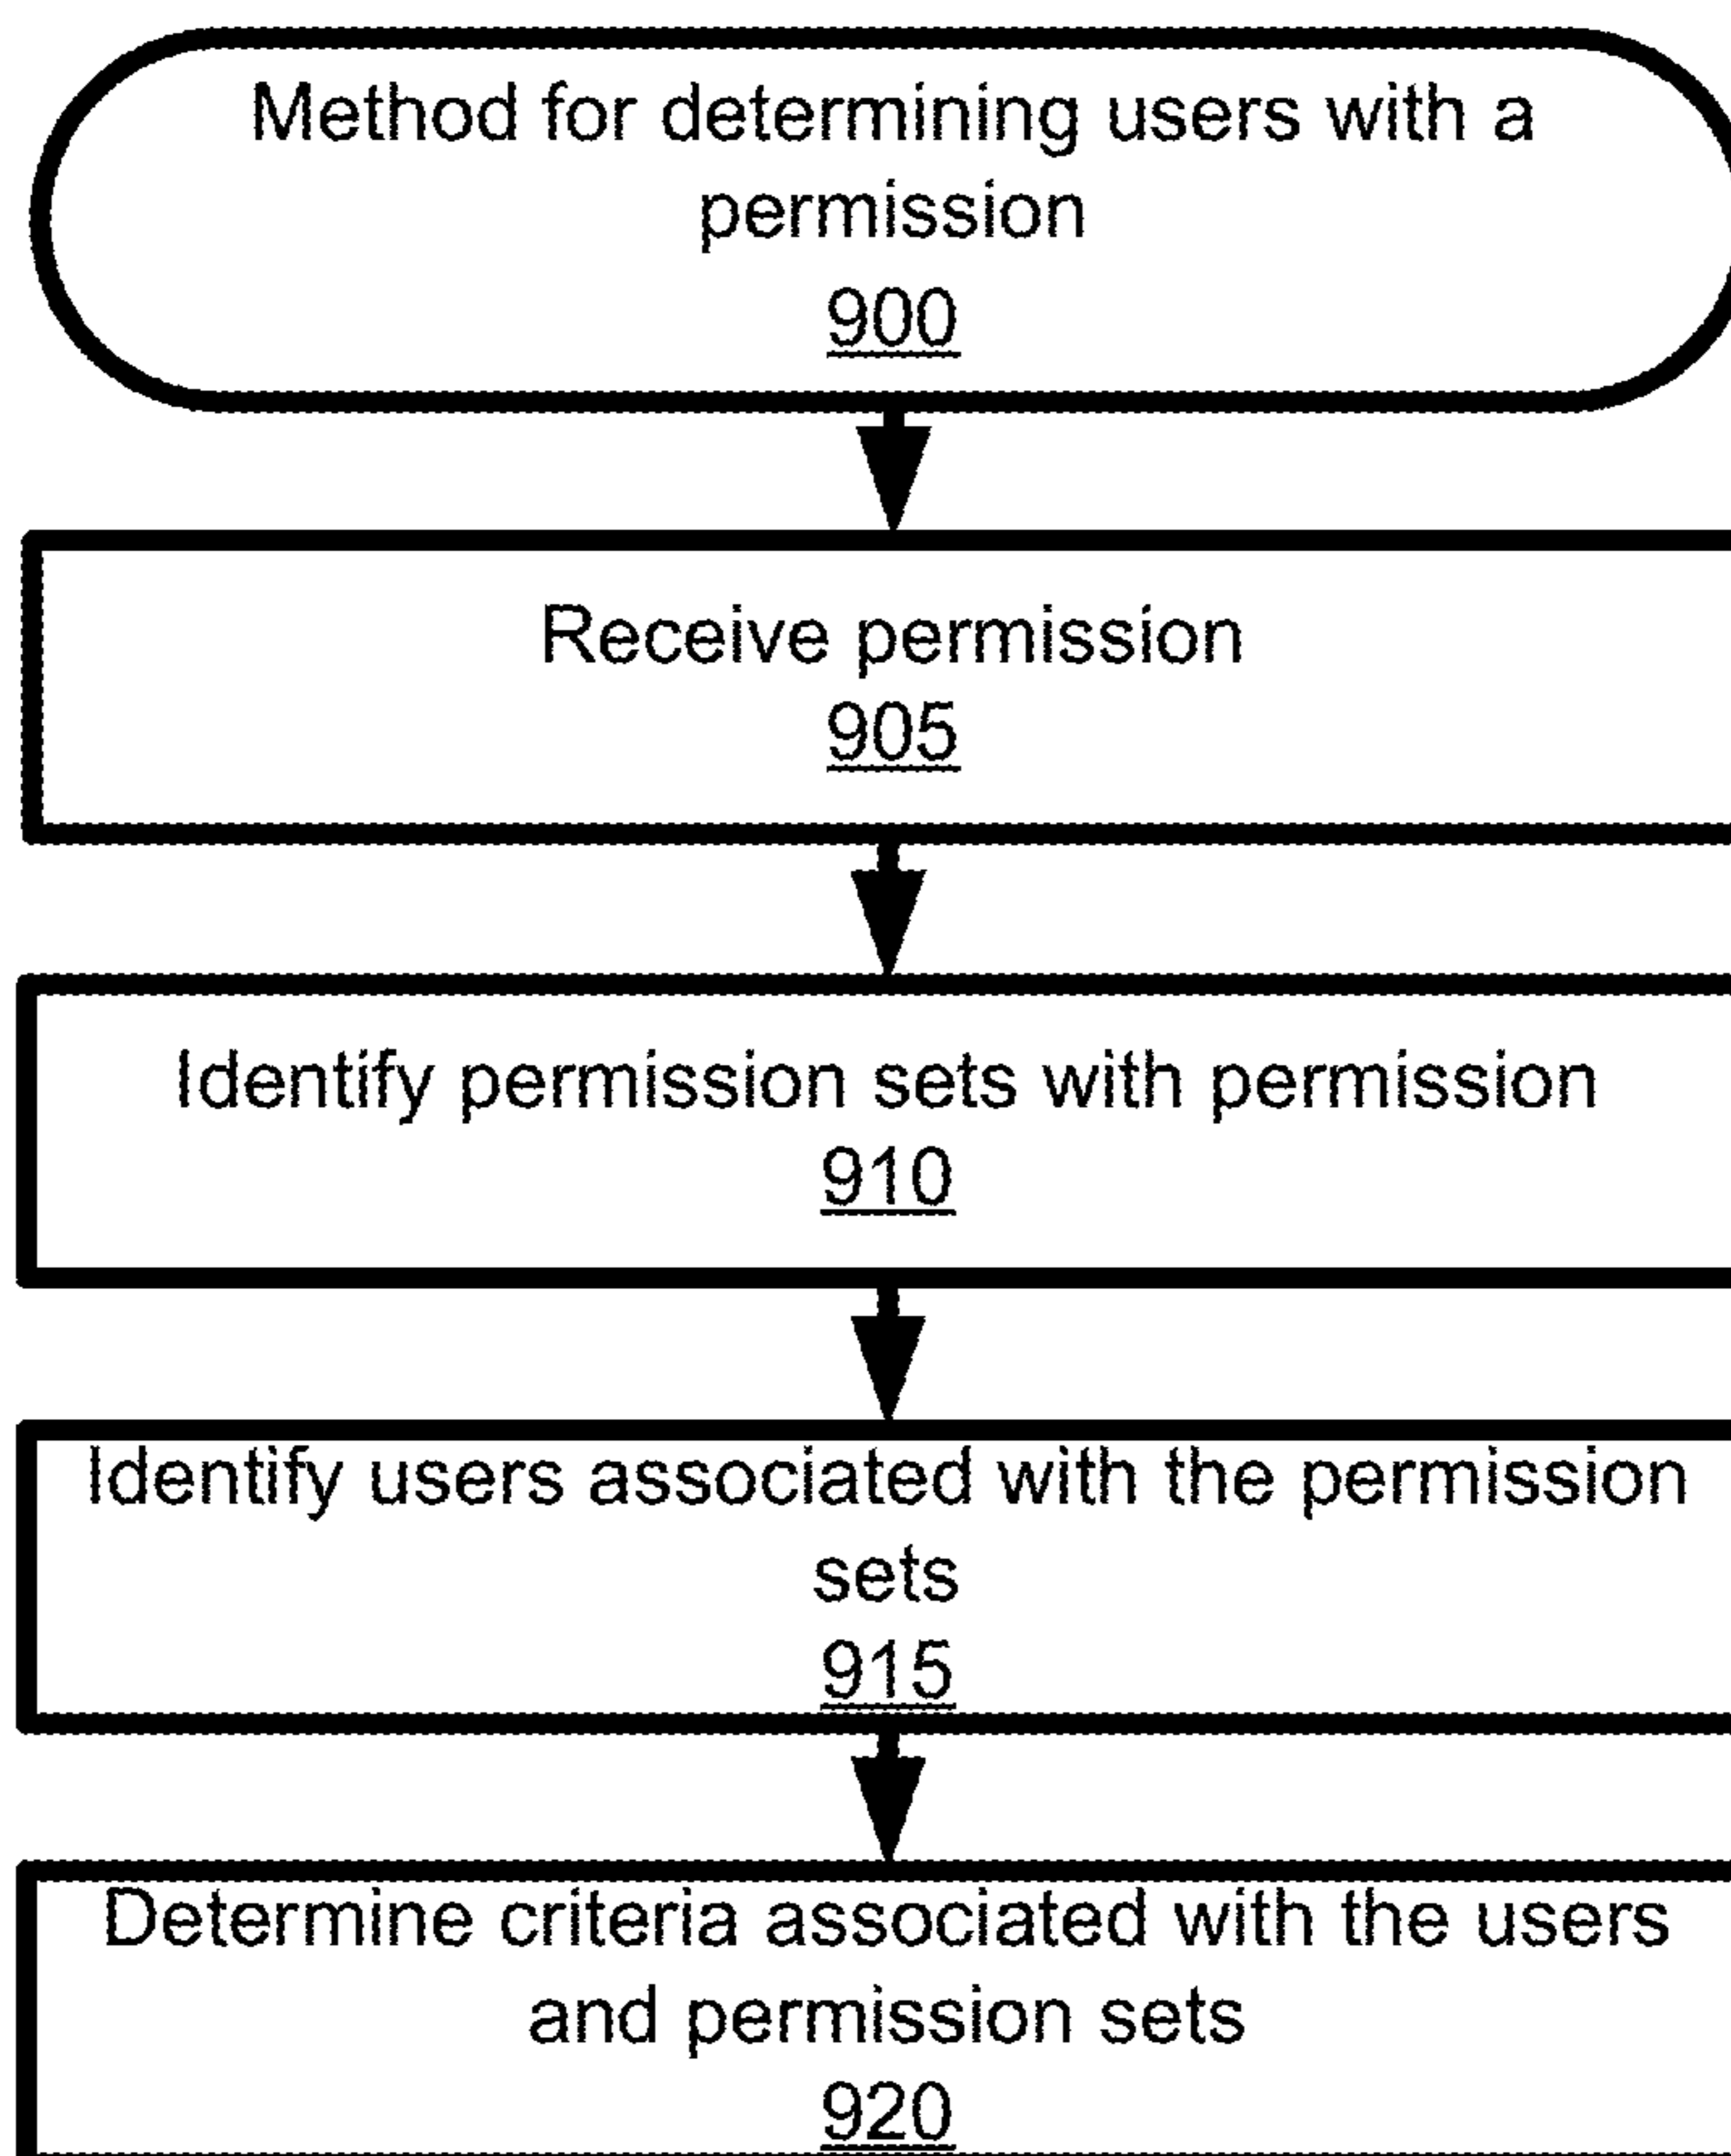 Method for determining users with a
permission
900
Receive permission
905
Identify permission sets with permission
910
Identify users associated with the permission
sets
915
Determine criteria associated with the users
and permission sets
920